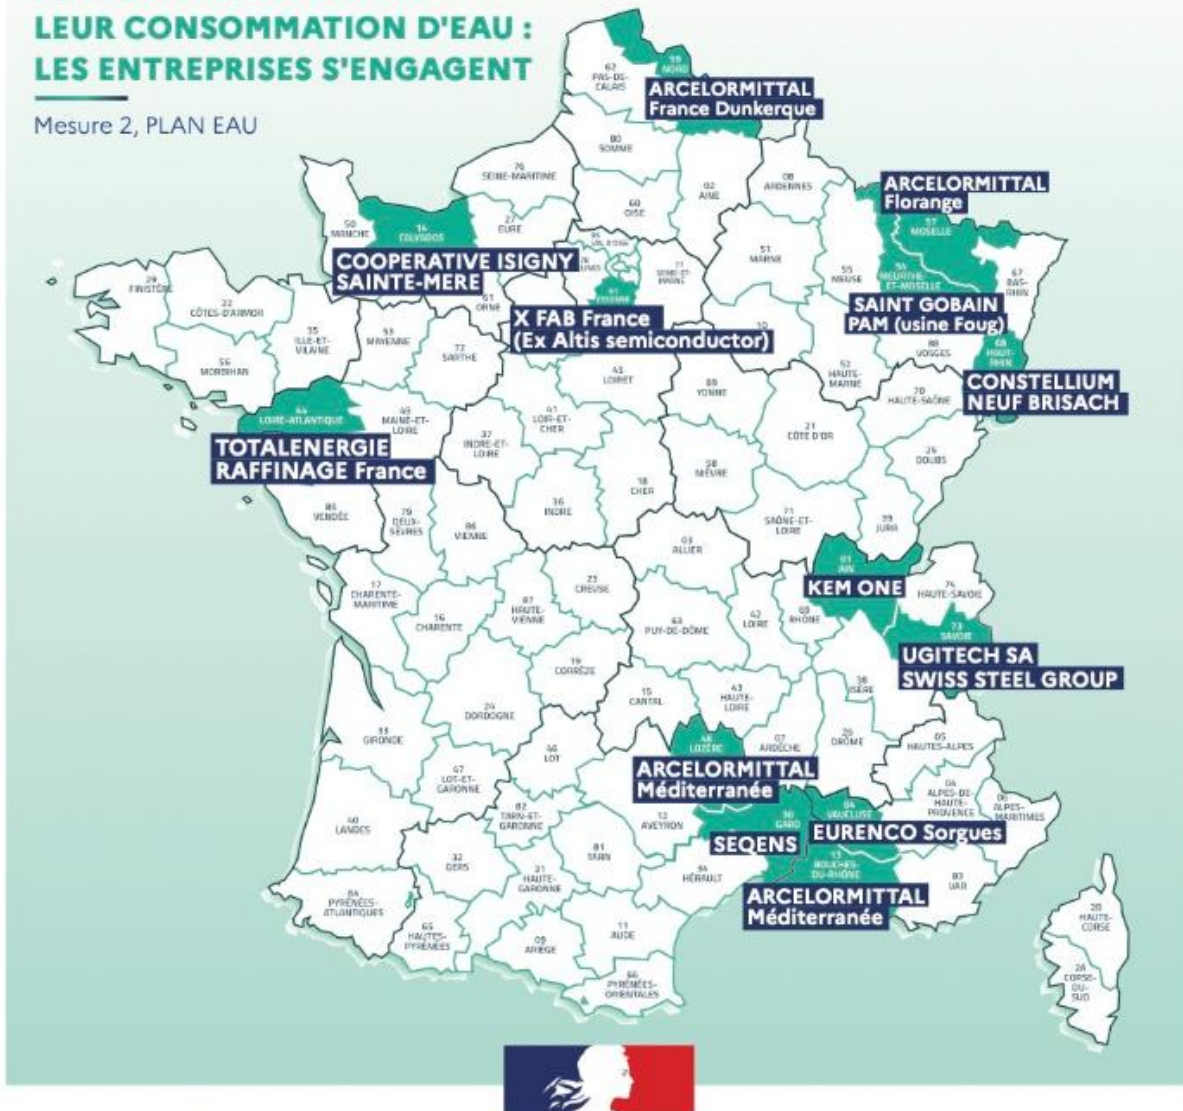 LEUR CONSOMMATION D'EAU :
LES ENTREPRISES S'ENGAGENT
Mesure 2, PLAN EAU
59
NORD
62
PAS-DE-
CALAIS
ARCELORMITTAL
France Dunkerque
80
SOMME
76
SEINE-MARITIME
02
AISNE
08
ARDENNES
60
OISE
27
EURE
50
MANCHE
14
CALVADOS
ARCELORMITTAL
Florange
57
MOSELLE
51
MARNE
55
MEUSE
54
MEURTHE-
ET-MOSELLE
67
BAS-
RHIN
COOPERATIVE ISIGNY
SAINTE-MERE
61
ORNE
77
SEINE-ET-
MARNE
91
ESSONNE
29
FINISTÈRE
22
CÔTES-D'ARMOR
35
ILLE-ET-
VILAINE
53
MAYENNE
72
SARTHE
56
MORBIHAN
X FAB France
(Ex Altis semiconductor)
10
SAINT GOBAIN
PAM (usine Foug)
88
VOSGES
68
HAUT-
RHIN
52
HAUTE-
MARNE
CONSTELLIUM
NEUF BRISACH
45
LOIRET
89
YONNE
70
HAUTE-SAÔNE
44
LOIRE-ATLANTIQUE
49
MAINE-ET-
LOIRE
41
LOIR-ET-
CHER
37
INDRE-ET-
LOIRE
21
CÔTE D'OR
25
DOUBS
TOTALENERGIE
RAFFINAGE France
58
NIÈVRE
18
CHER
36
INDRE
85
VENDÉE
79
DEUX-
SÈVRES
86
VIENNE
71
SAÔNE-ET-
LOIRE
39
JURA
03
ALLIER
01
AIN
KEM ONE
74
HAUTE-SAVOIE
17
CHARENTE-
MARITIME
16
CHARENTE
87
HAUTE-
VIENNE
23
CREUSE
63
PUY-DE-DÔME
42
LOIRE
69
RHÔNE
73
SAVOIE
UGITECH SA
SWISS STEEL GROUP
19
CORRÈZE
15
CANTAL
43
HAUTE-
LOIRE
38
ISÈRE
24
DORDOGNE
33
GIRONDE
46
LOT
48
LOZÈRE
07
ARDÈCHE
26
DRÔME
05
HAUTES-ALPES
ARCELORMITTAL
Méditerranée
47
LOT-ET-
GARONNE
82
TARN-ET-
GARONNE
12
AVEYRON
30
GARD
84
VAUCLUSE
04
ALPES-DE-
HAUTE-
PROVENCE
06
ALPES-
MARITIMES
SEQENS
EURENCO Sorgues
40
LANDES
32
GERS
31
HAUTE-
GARONNE
81
TARN
34
HÉRAULT
13
BOUCHES-
DU-RHÔNE
83
VAR
ARCELORMITTAL
Méditerranée
64
PYRÉNÉES-
ATLANTIQUES
65
HAUTES-
PYRÉNÉES
09
ARIÈGE
11
AUDE
66
PYRÉNÉES-
ORIENTALES
2B
HAUTE-
CORSE
2A
CORSE-
DU-
SUD